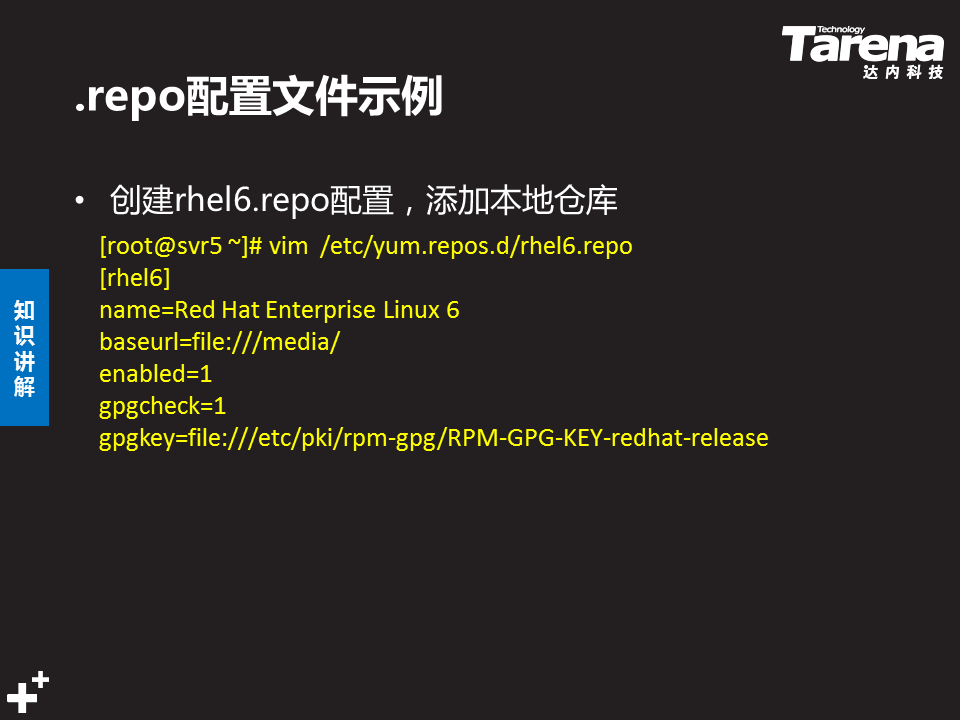 Technology
Tarena
达内科技
.repo配置文件示例
• 创建rhel6.repo配置，添加本地仓库
[root@svr5 ~]# vim /etc/yum.repos.d/rhel6.repo
[rhel6]
name=Red Hat Enterprise Linux 6
baseurl=file:///media/
enabled=1
gpgcheck=1
gpgkey=file:///etc/pki/rpm-gpg/RPM-GPG-KEY-redhat-release
知识讲解